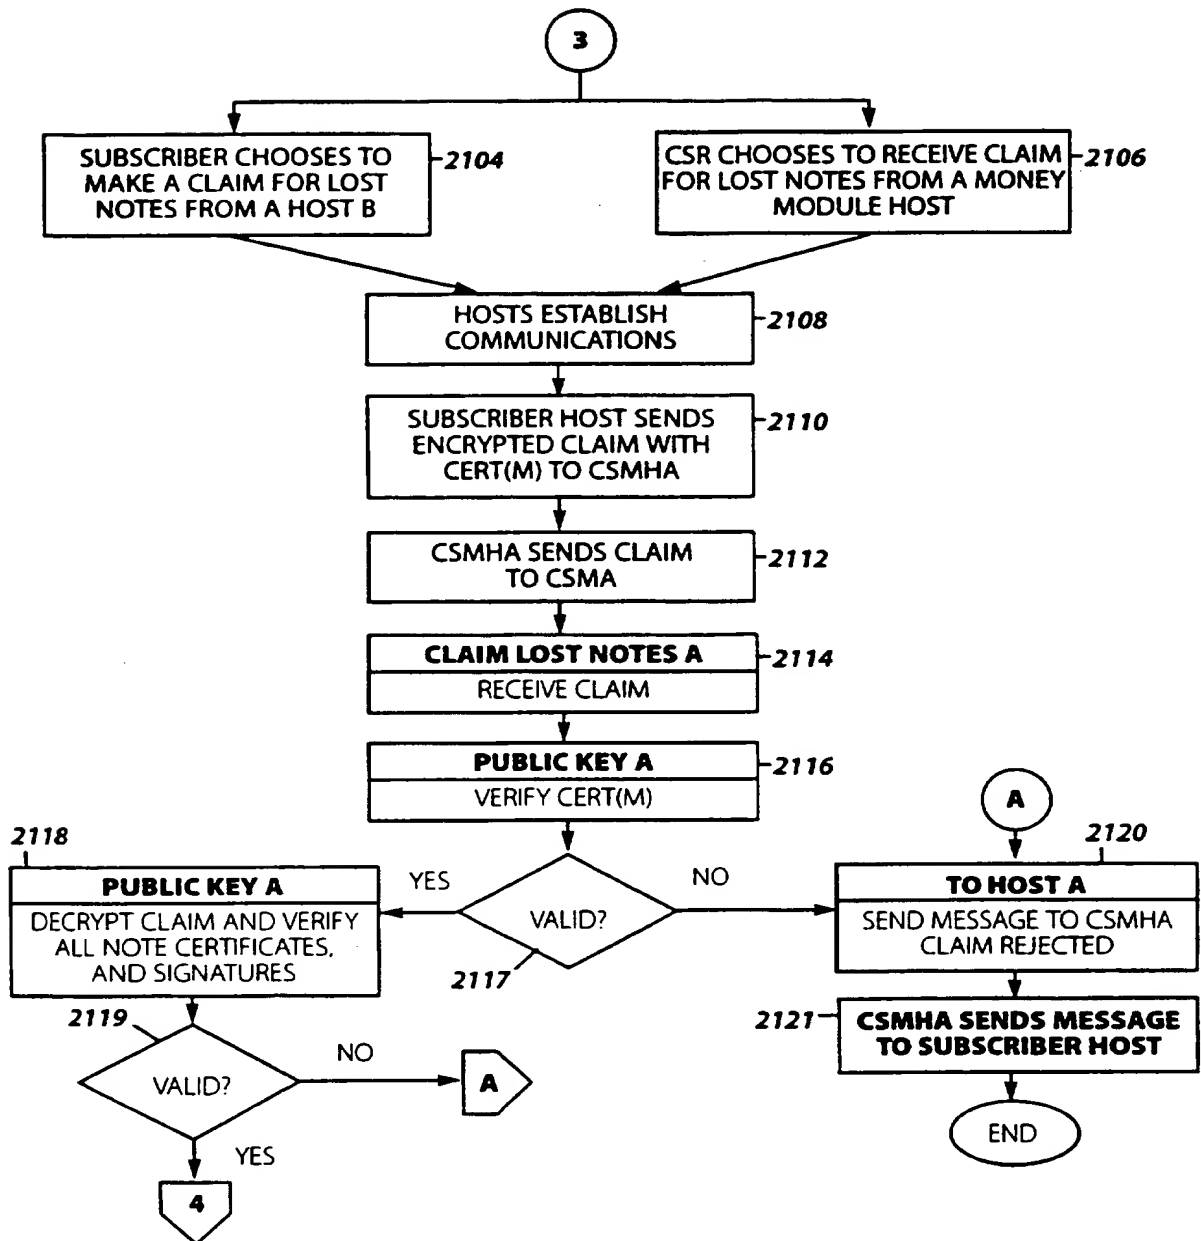 3
SUBSCRIBER CHOOSES TO
MAKE A CLAIM FOR LOST
NOTES FROM A HOST B
2104
CSR CHOOSES TO RECEIVE CLAIM
FOR LOST NOTES FROM A MONEY
MODULE HOST
2106
HOSTS ESTABLISH
COMMUNICATIONS
2108
SUBSCRIBER HOST SENDS
ENCRYPTED CLAIM WITH
CERT(M) TO CSMHA
2110
CSMHA SENDS CLAIM
TO CSMA
2112
CLAIM LOST NOTES A
RECEIVE CLAIM
2114
PUBLIC KEY A
VERIFY CERT(M)
2116
VALID?
2117
YES
NO
2118
PUBLIC KEY A
DECRYPT CLAIM AND VERIFY
ALL NOTE CERTIFICATES,
AND SIGNATURES
A
2120
TO HOST A
SEND MESSAGE TO CSMHA
CLAIM REJECTED
2121
CSMHA SENDS MESSAGE
TO SUBSCRIBER HOST
END
2119
VALID?
NO
A
YES
4